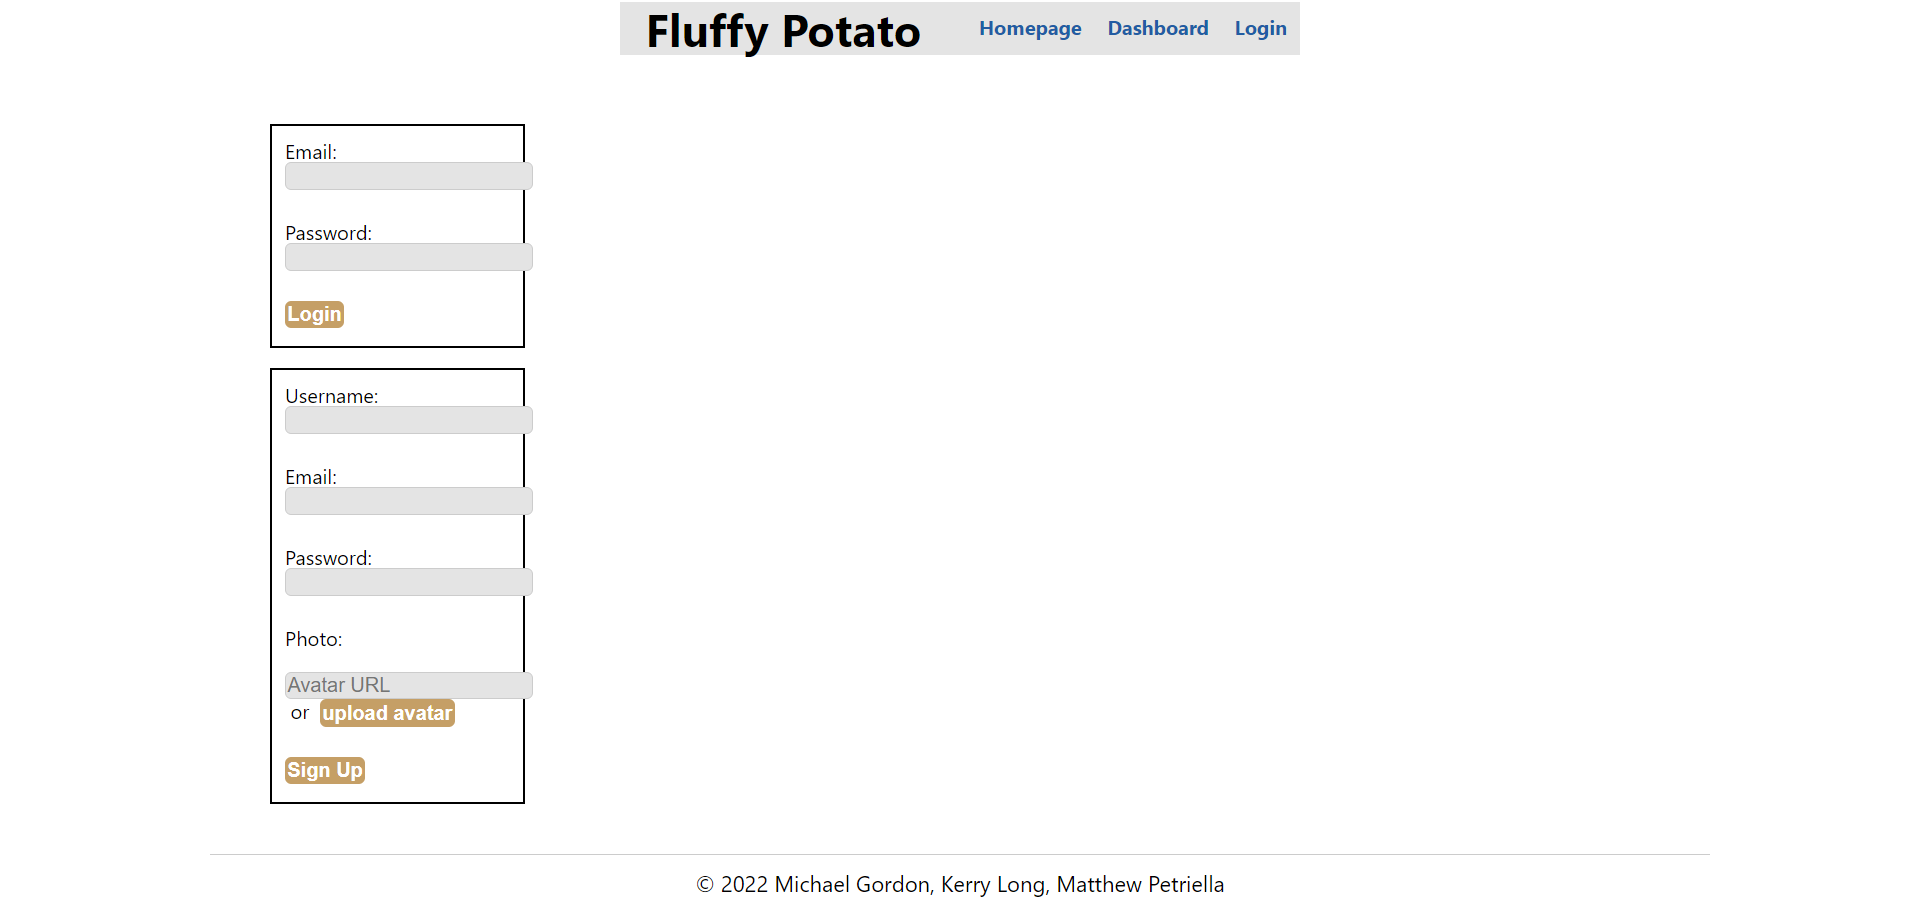 Fluffy Potato Homepage Dashboard Login
Email:
Password:
Login
Username:
Email:
Password:
Photo:
Avatar URL
or upload avatar
Sign Up
© 2022 Michael Gordon, Kerry Long, Matthew Petriella